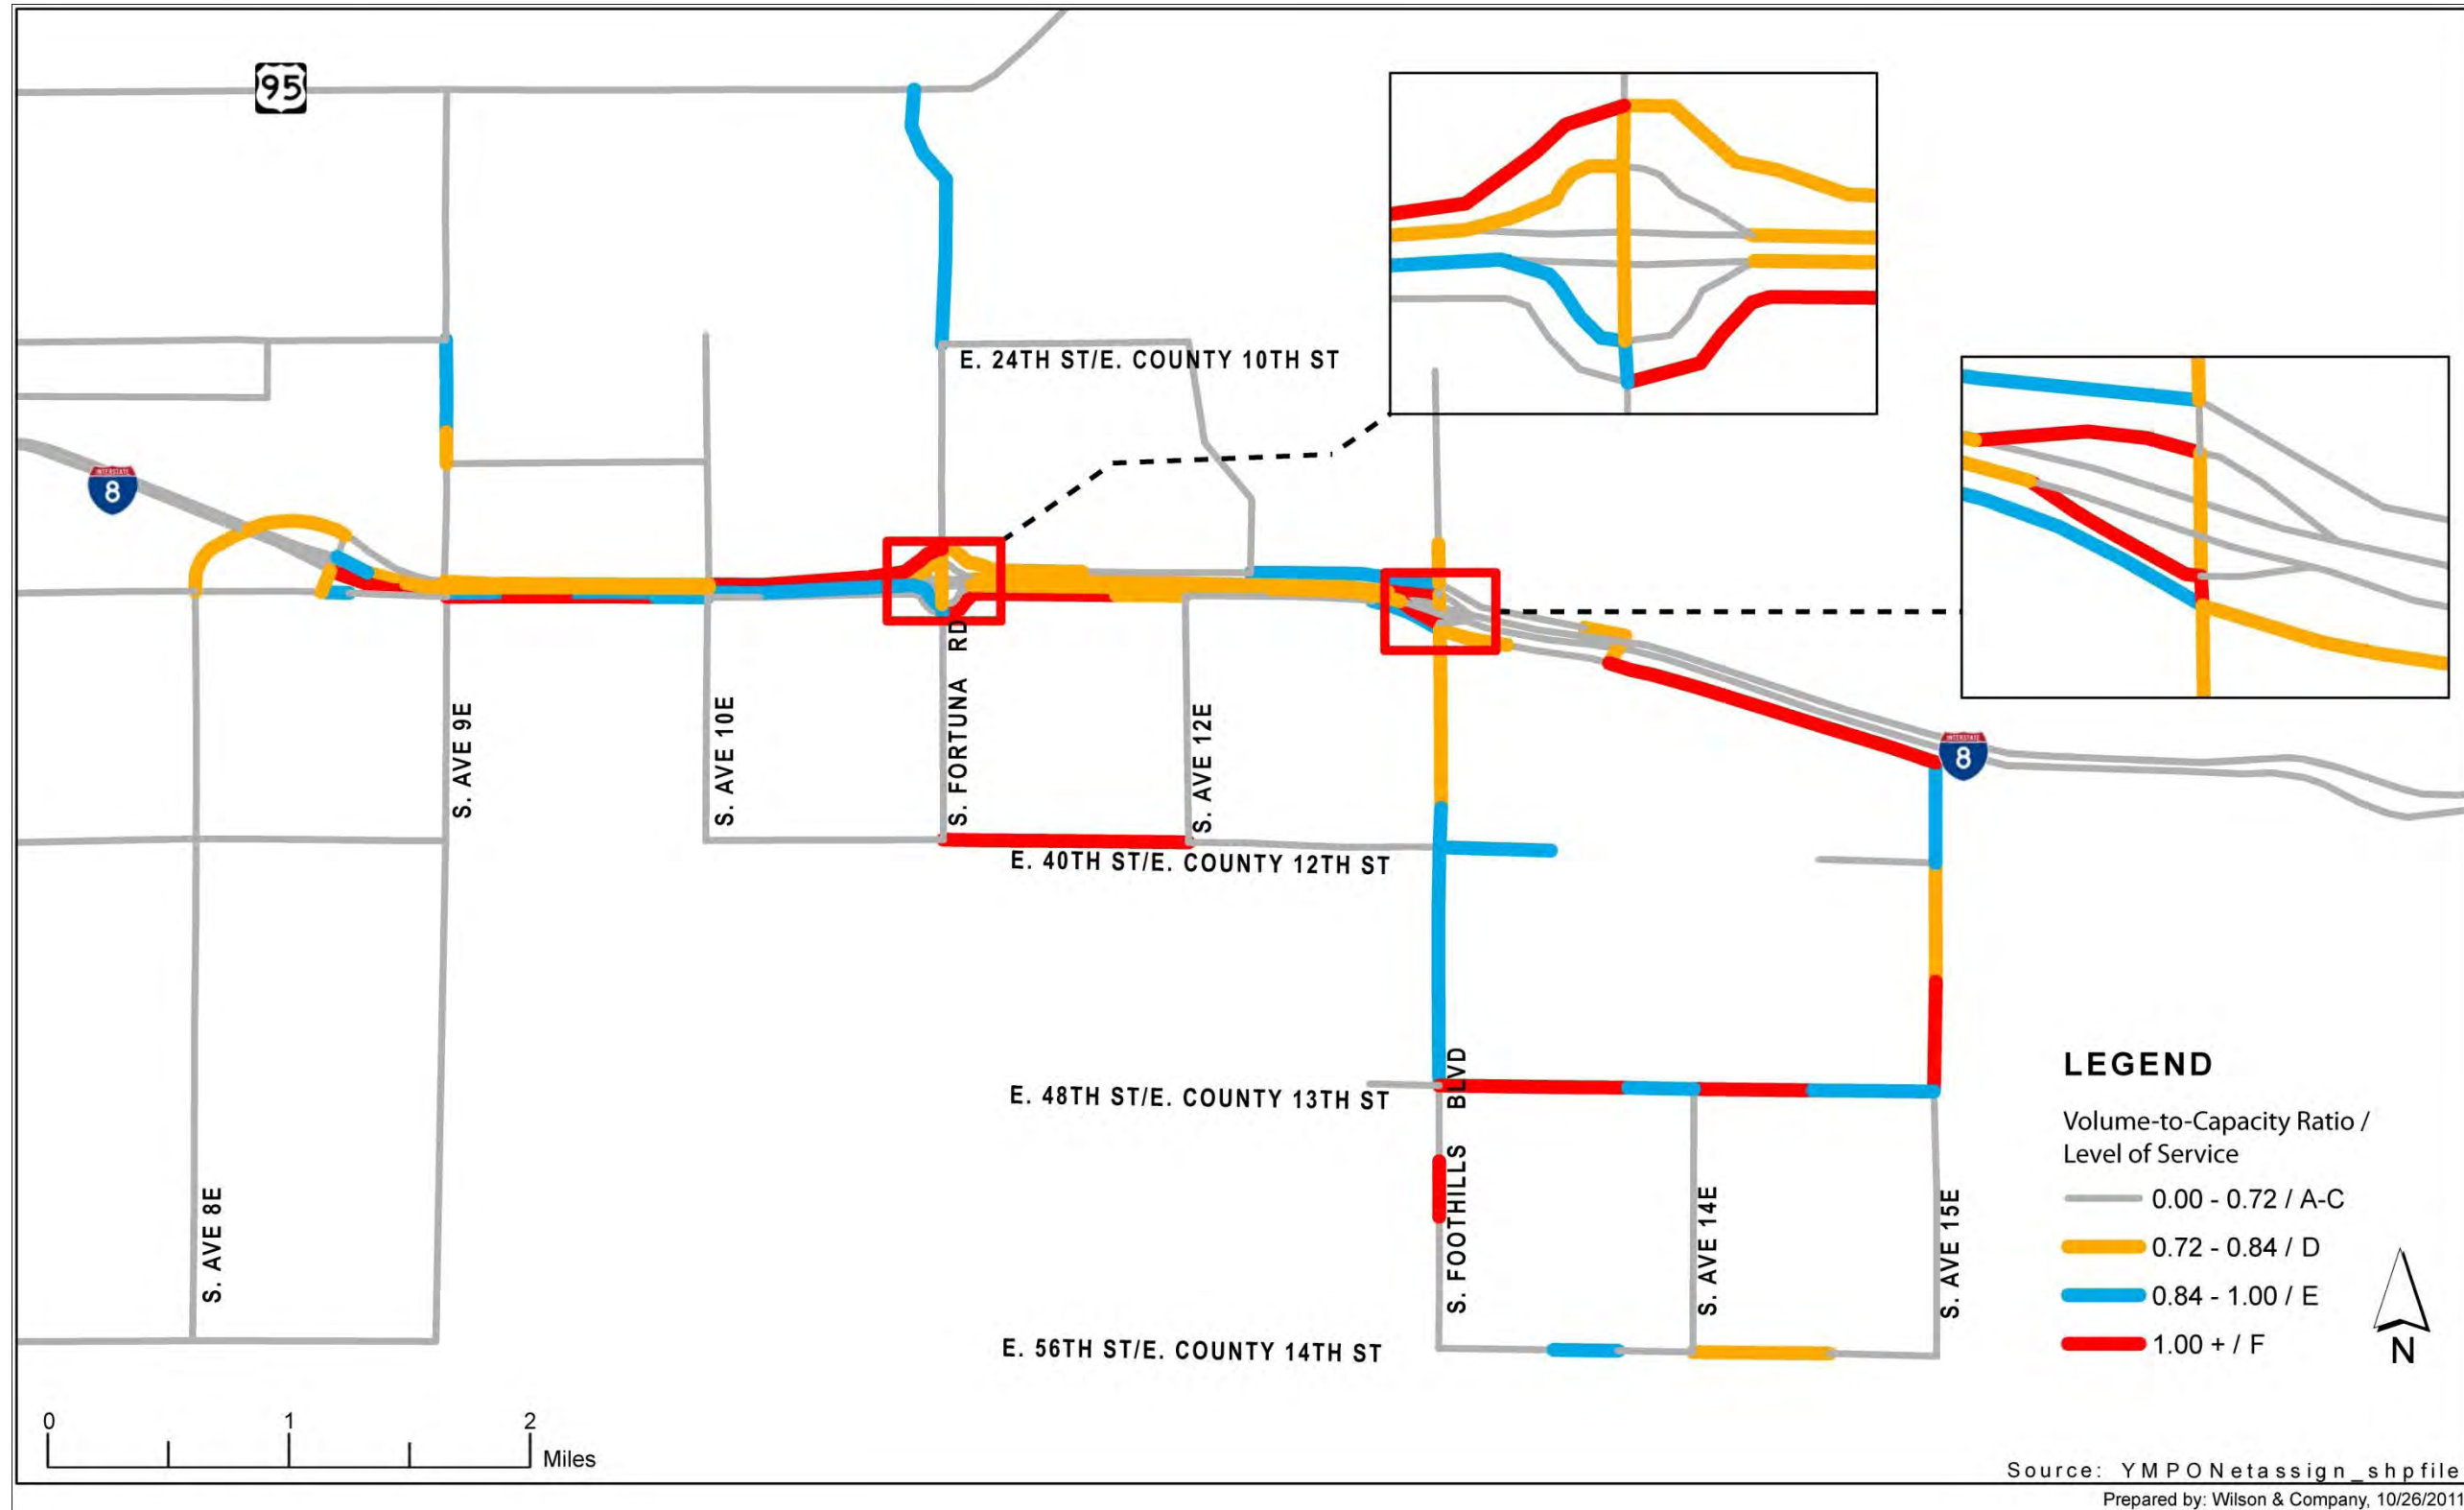 95
E. 24TH ST/E. COUNTY 10TH ST
INTERSTATE
8
S. AVE 9E
S. AVE 10E
S. FORTUNA RD
S. AVE 12E
INTERSTATE
8
E. 40TH ST/E. COUNTY 12TH ST
E. 48TH ST/E. COUNTY 13TH ST
S. FOOTHILLS BLVD
S. AVE 8E
S. AVE 14E
S. AVE 15E
E. 56TH ST/E. COUNTY 14TH ST
LEGEND
Volume-to-Capacity Ratio /
Level of Service
0.00 - 0.72 / A-C
0.72 - 0.84 / D
0.84 - 1.00 / E
1.00 + / F
N
0 1 2
Miles
Source: YMPONetassign_shpfile
Prepared by: Wilson & Company, 10/26/2011